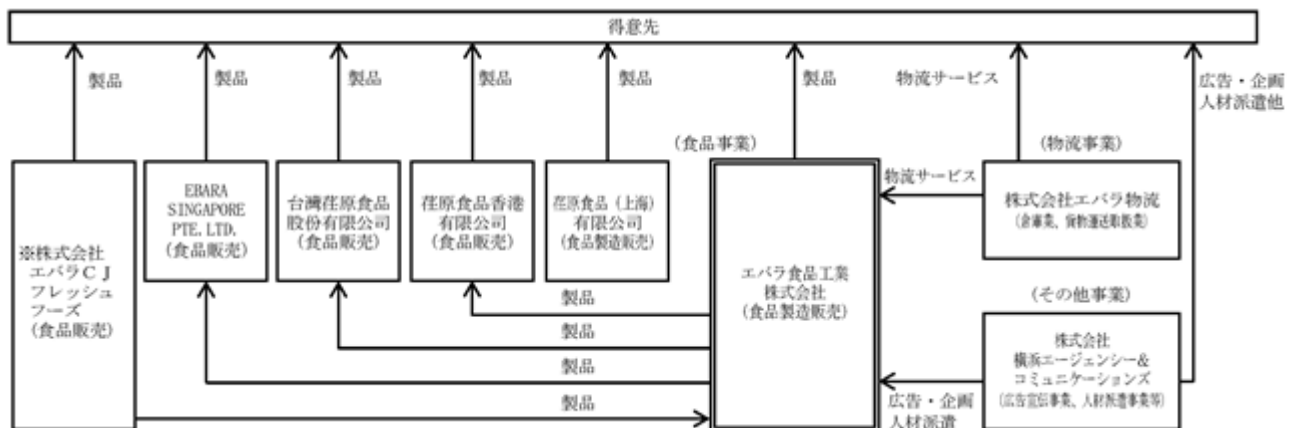 得意先
製品
製品
製品
製品
製品
製品
物流サービス
広告・企画
人材派遣他
(食品事業)
(物流事業)
※株式会社
エバラCJ
フレッシュ
フーズ
(食品販売)
EBARA
SINGAPORE
PTE.LTD.
(食品販売)
台灣荏原食品
股份有限公司
(食品販売)
荏原食品香港
有限公司
(食品販売)
荏原食品(上海)
有限公司
(食品製造販売)
エバラ食品工業
株式会社
(食品製造販売)
物流サービス
株式会社エバラ物流
(倉庫業、貨物運送取扱業)
製品
製品
製品
製品
(その他事業)
株式会社
横浜エージェンシー&
コミュニケーションズ
(広告宣伝事業、人材派遣事業等)
広告・企画
人材派遣